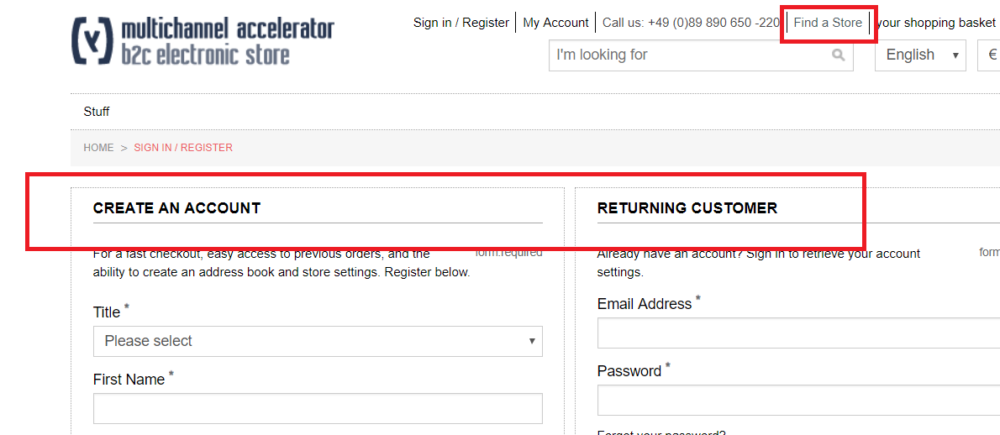 multichannel accelerator
b2c electronic store
Sign in / Register My Account Call us: +49 (0)89 890 650 -220 Find a Store your shopping basket
I'm looking for
English
€
Stuff
HOME > SIGN IN / REGISTER
CREATE AN ACCOUNT
For a fast checkout, easy access to previous orders, and the
ability to create an address book and store settings. Register below.
form.required
Title *
Please select
First Name *
RETURNING CUSTOMER
Already have an account? Sign in to retrieve your account
settings.
form
Email Address *
Password *
Forgot your password?